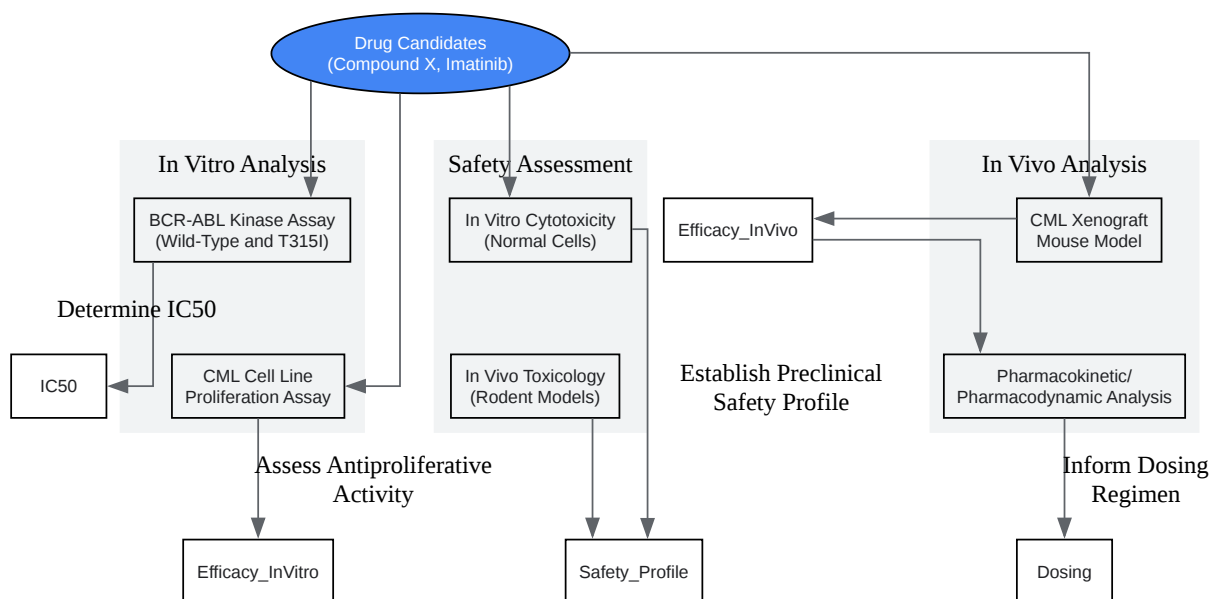 Drug Candidates
(Compound X, Imatinib)
In Vitro Analysis
Safety Assessment
In Vivo Analysis
BCR-ABL Kinase Assay
(Wild-Type and T315I)
In Vitro Cytotoxicity
(Normal Cells)
Efficacy_InVivo
CML Xenograft
Mouse Model
Determine IC50
IC50
CML Cell Line
Proliferation Assay
In Vivo Toxicology
(Rodent Models)
Establish Preclinical
Safety Profile
Pharmacokinetic/
Pharmacodynamic Analysis
Assess Antiproliferative
Activity
Inform Dosing
Regimen
Efficacy_InVitro
Safety_Profile
Dosing